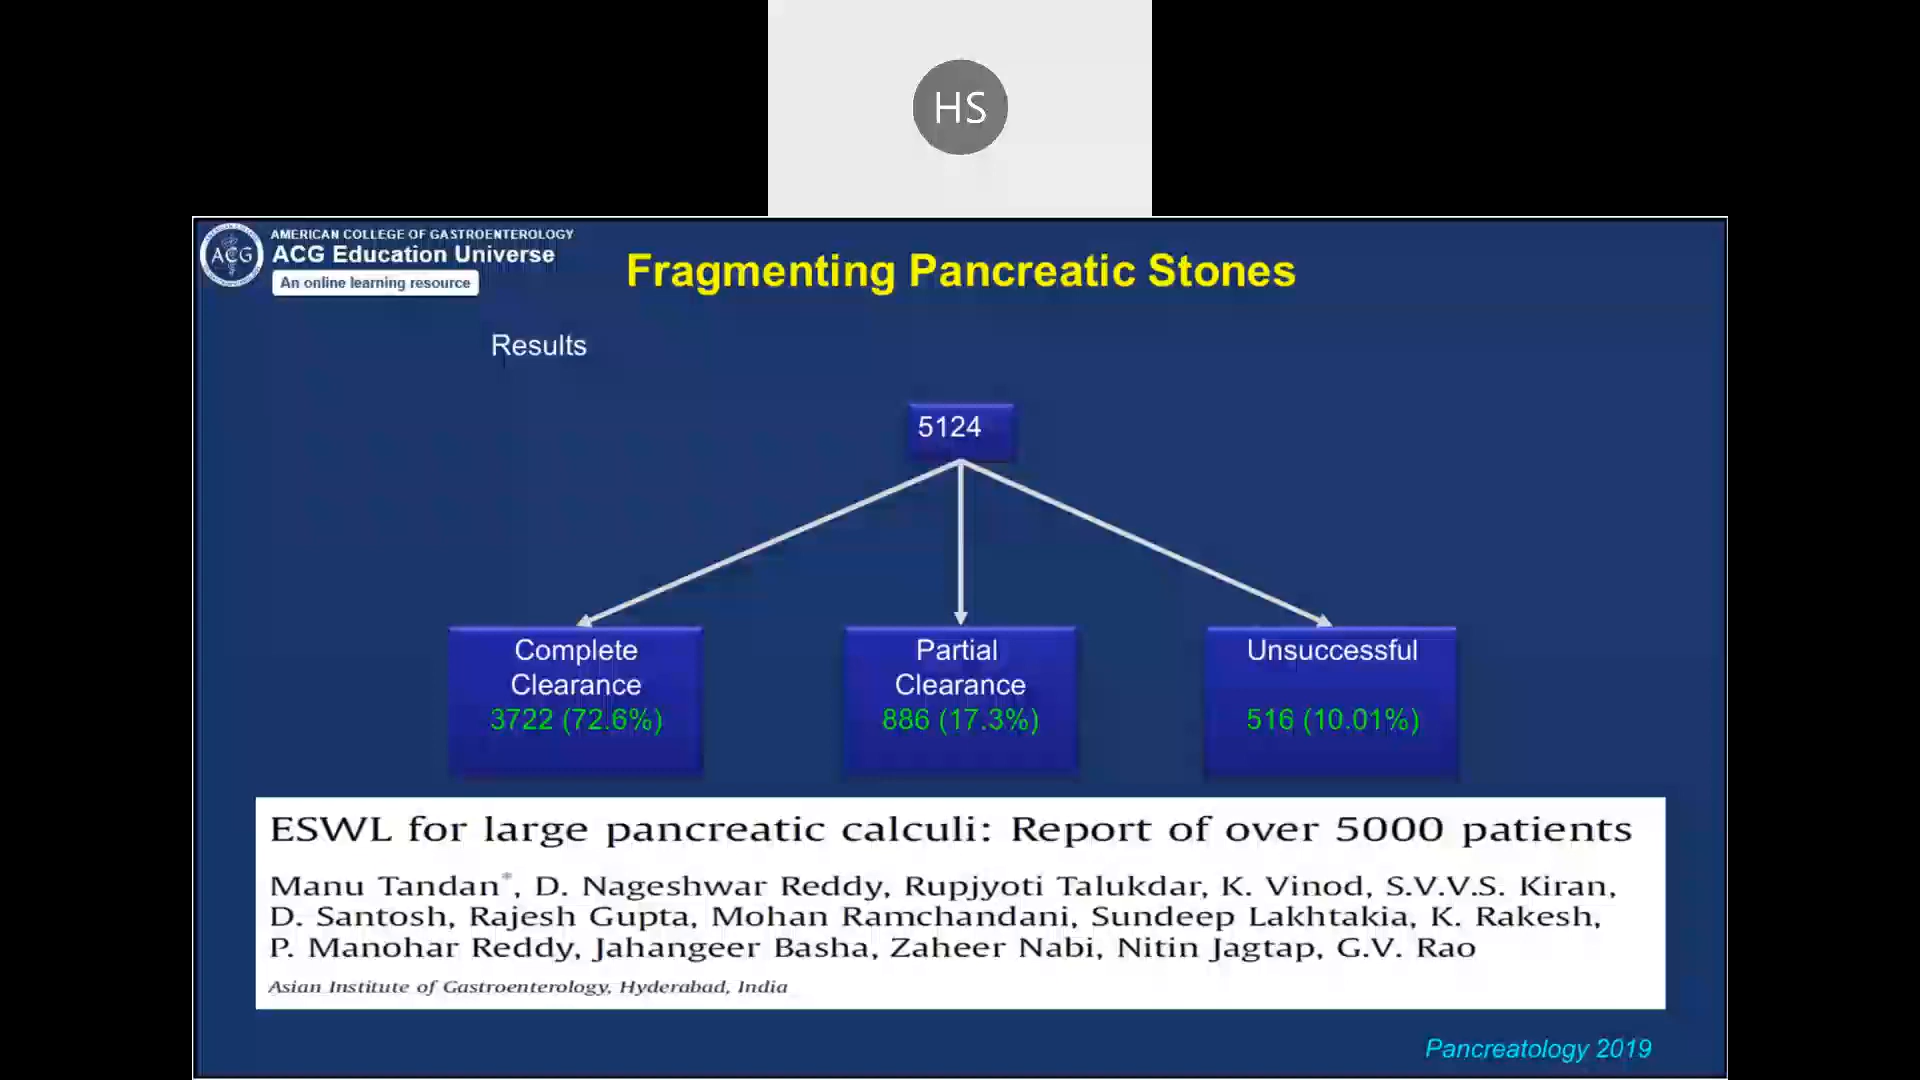 HS
AMERICAN COLLEGE OF GASTROENTEROLOGY
ACG
ACG Education Universe
An online learning resource
Fragmenting Pancreatic Stones
Results
5124
Complete
Clearance
3722 (72.6%)
Partial
Clearance
886 (17.3%)
Unsuccessful
516 (10.01%)
ESWL for large pancreatic calculi: Report of over 5000 patients
Manu Tandan*, D. Nageshwar Reddy, Rupjyoti Talukdar, K. Vinod, S.V.V.S. Kiran,
D. Santosh, Rajesh Gupta, Mohan Ramchandani, Sundeep Lakhtakia, K. Rakesh,
P. Manohar Reddy, Jahangeer Basha, Zaheer Nabi, Nitin Jagtap, G.V. Rao
Asian Institute of Gastroenterology, Hyderabad, India
Pancreatology 2019